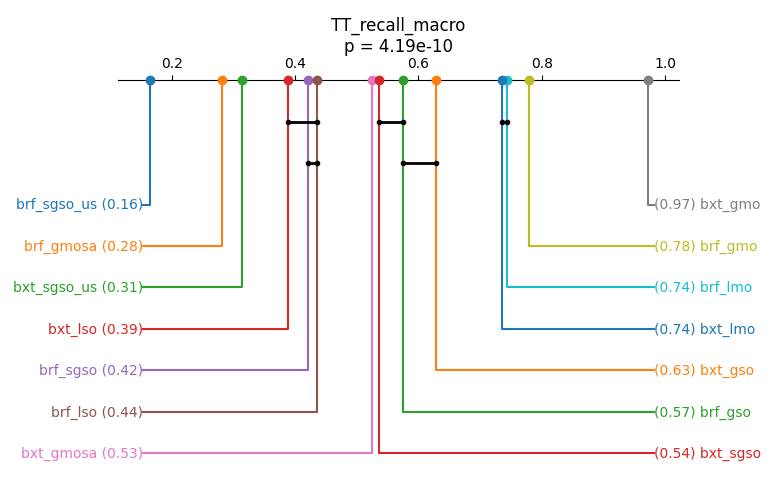 TT_recall_macro
p = 4.19e-10
0.2 0.4 0.6 0.8 1.0
brf_sgso_us (0.16) (0.97) bxt_gmo
brf_gmosa (0.28) (0.78) brf_gmo
bxt_sgso_us (0.31) (0.74) brf_lmo
bxt_lso (0.39) (0.74) bxt_lmo
brf_sgso (0.42) (0.63) bxt_gso
brf_lso (0.44) (0.57) brf_gso
bxt_gmosa (0.53) (0.54) bxt_sgso